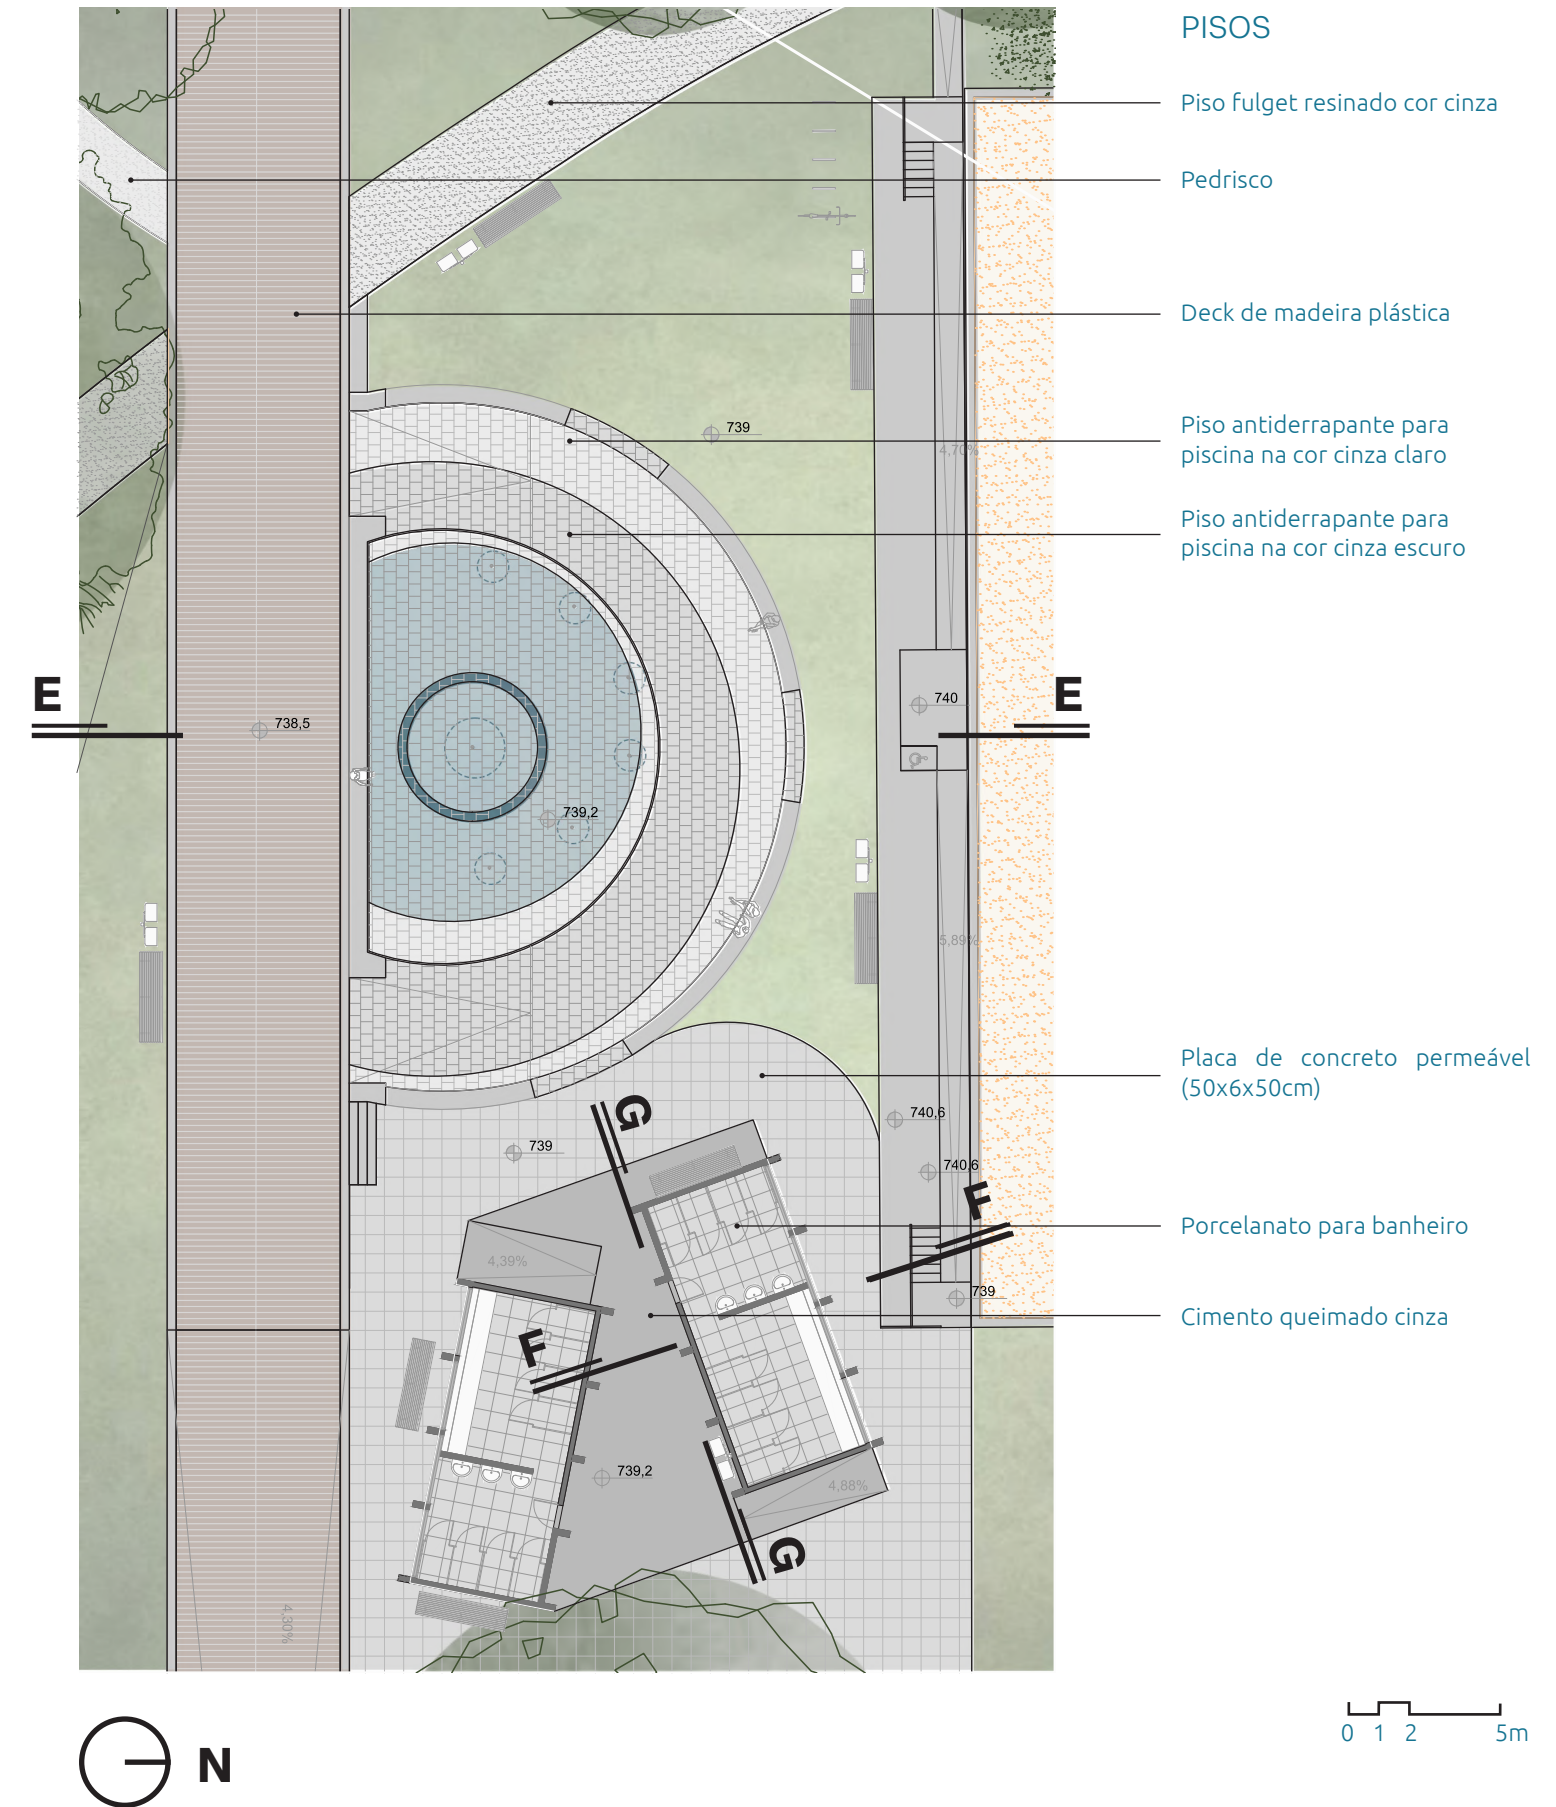 PISOS
Piso fulget resinado cor cinza
Pedrisco
Deck de madeira plástica
Piso antiderrapante para
piscina na cor cinza claro
739
4,70%
Piso antiderrapante para
piscina na cor cinza escuro
E
E
740
738,5
739,2
5,89%
Placa de concreto permeável
(50x6x50cm)
G
740,6
739
740,6
F
Porcelanato para banheiro
4,39%
739
Cimento queimado cinza
F
739,2
4,88%
G
4,30%
N
0 1 2 5m